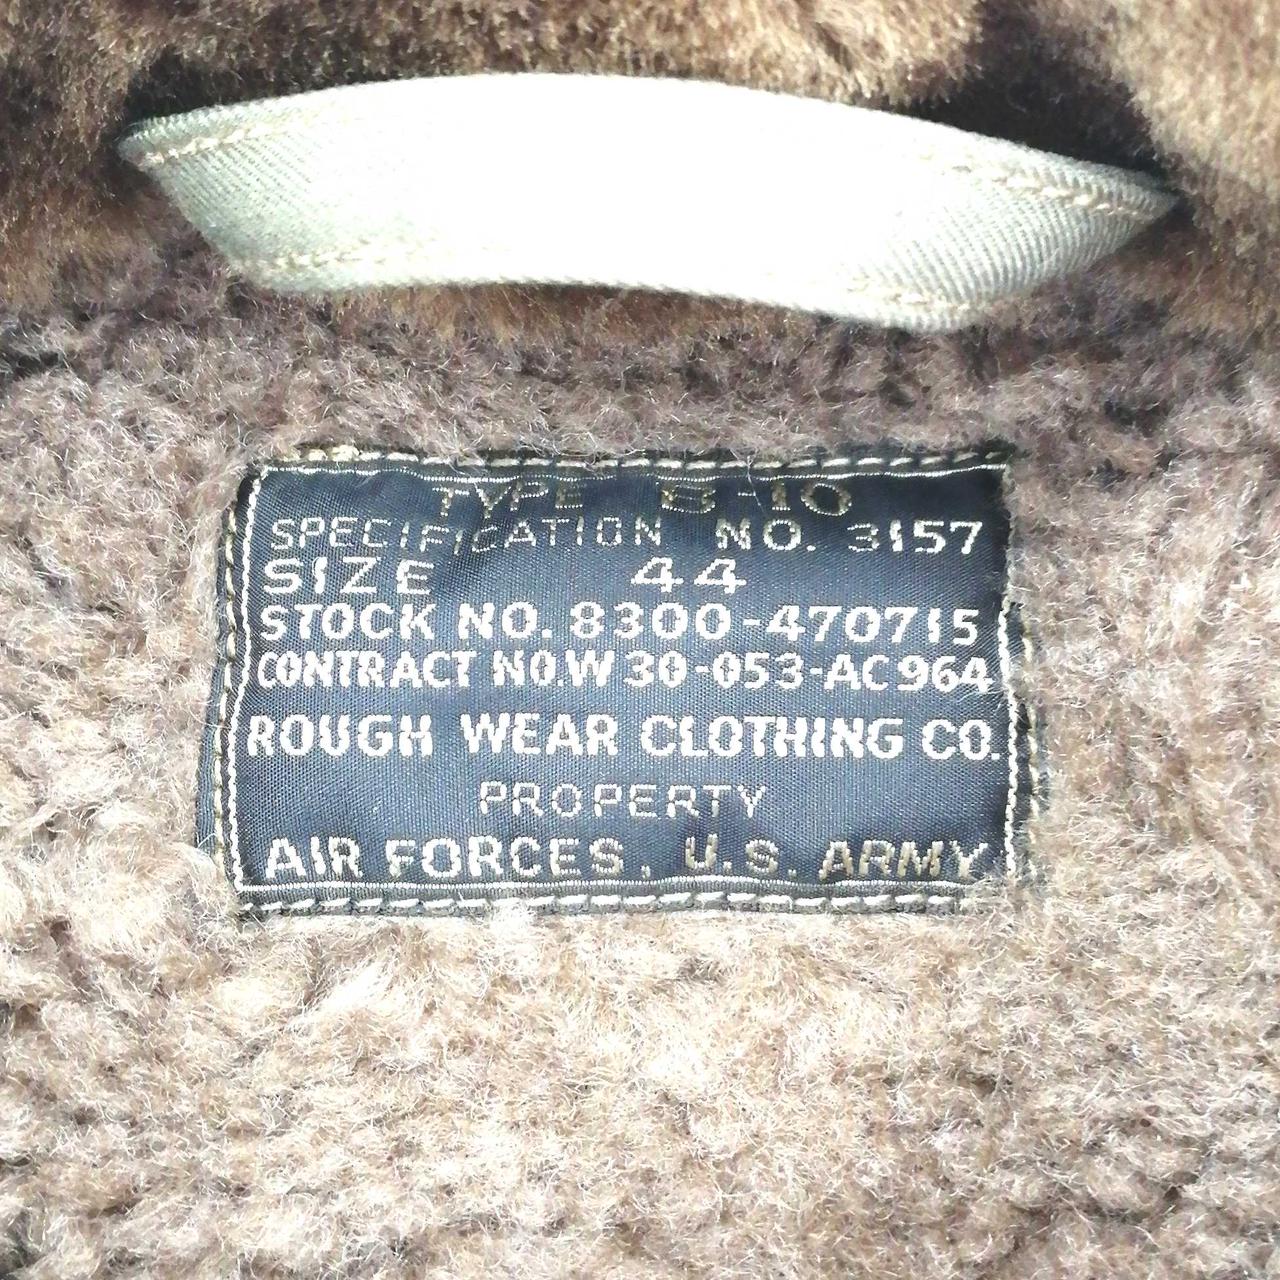 TYPE B-10
SPECIFICATION NO. 3157
SIZE 44
STOCK NO. 8300-470715
CONTRACT NO. W 30-053-AC964
ROUGH WEAR CLOTHING CO.
PROPERTY
AIR FORCES, U.S. ARMY